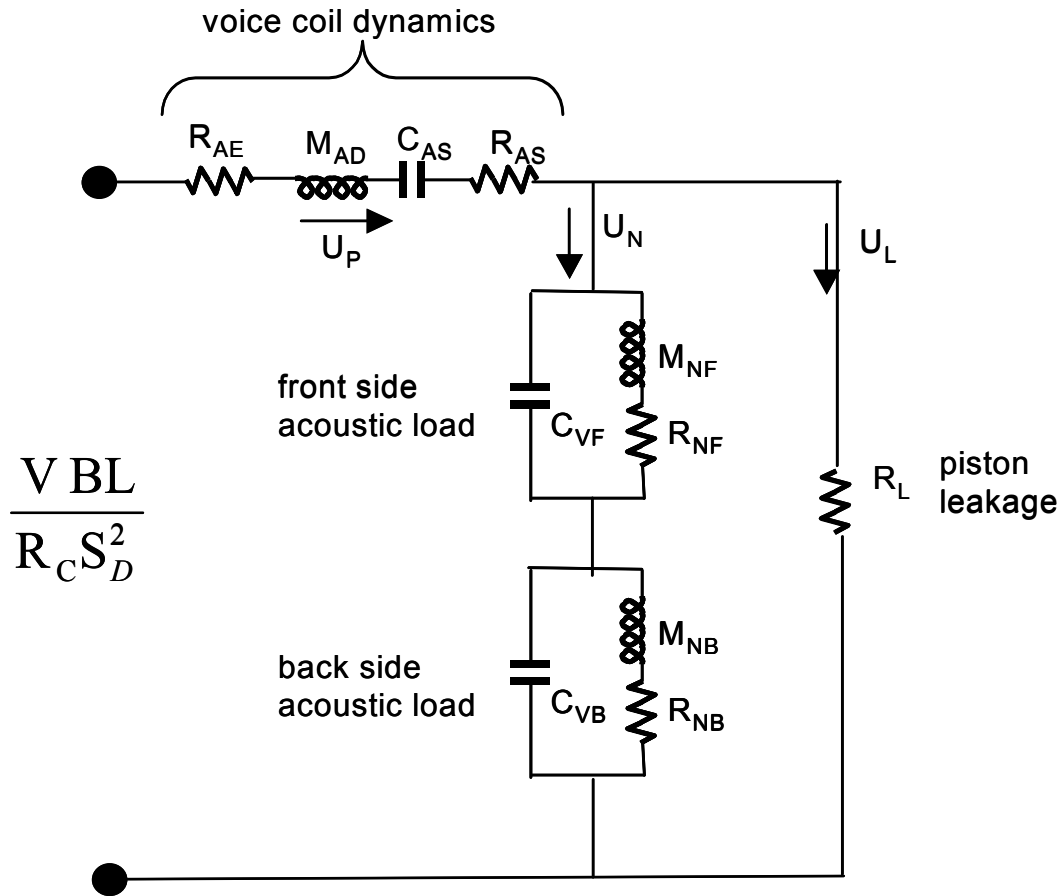 voice coil dynamics
R_AE
M_AD
C_AS
R_AS
U_P
U_N
U_L
front side
acoustic load
C_VF
M_NF
R_NF
V BL
R_C S_D^2
R_L
piston
leakage
back side
acoustic load
C_VB
M_NB
R_NB